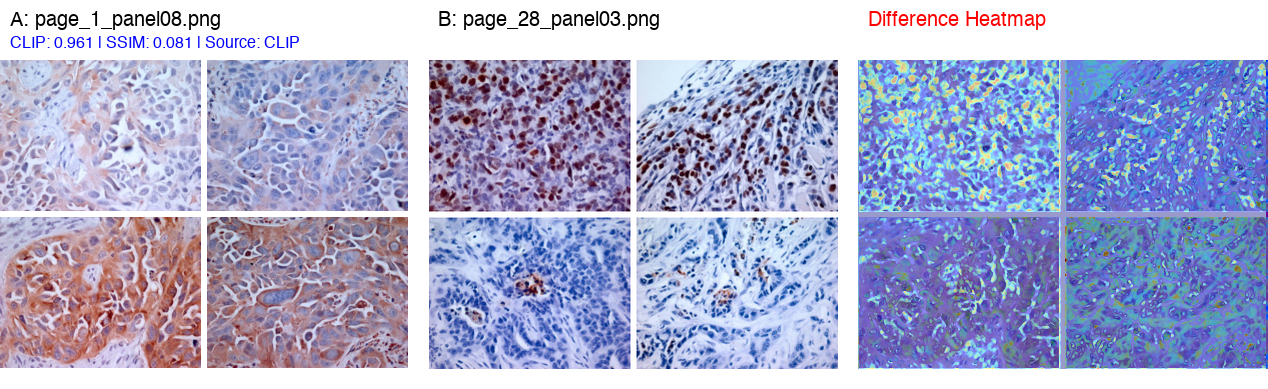 A: page_1_panel08.png
CLIP: 0.961 | SSIM: 0.081 | Source: CLIP
B: page_28_panel03.png
Difference Heatmap